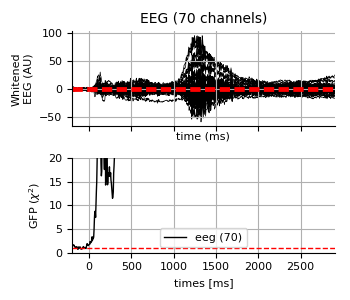 EEG (70 channels)
Whitened
EEG (AU)
100
50
0
−50
time (ms)
GFP (χ²)
20
15
10
5
0
eeg (70)
0
500
1000
1500
2000
2500
times [ms]